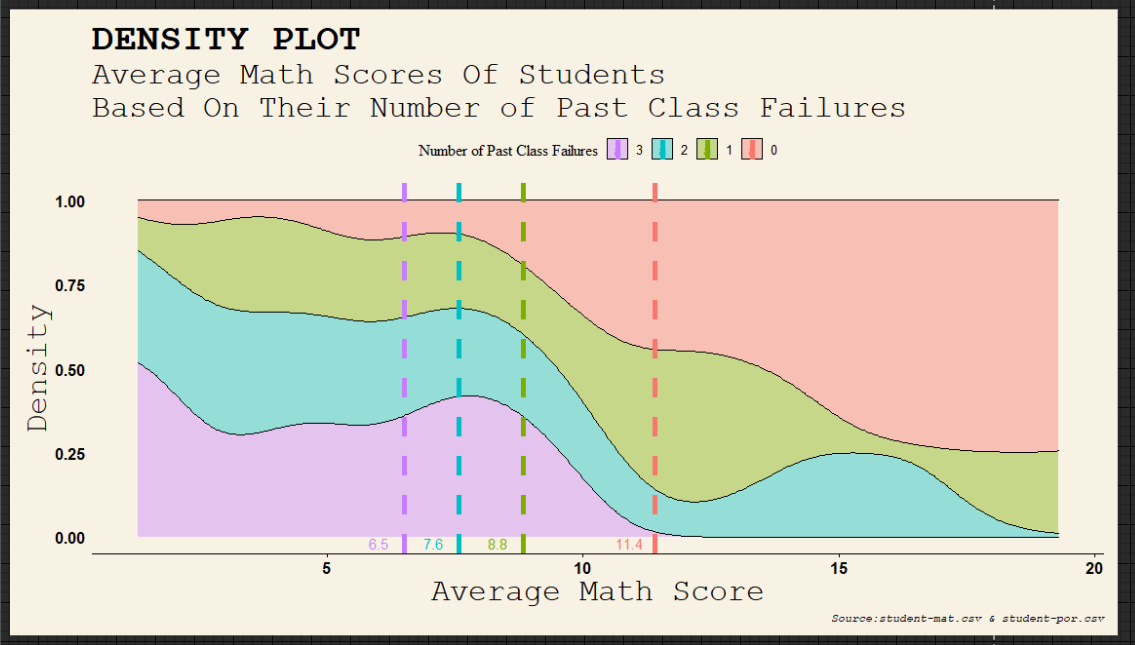 DENSITY PLOT
Average Math Scores Of Students
Based On Their Number of Past Class Failures
Number of Past Class Failures 3 2 1 0
1.00
0.75
0.50
0.25
0.00
Density
6.5 7.6 8.8 11.4
5 10 15 20
Average Math Score
Source:student-mat.csv & student-por.csv